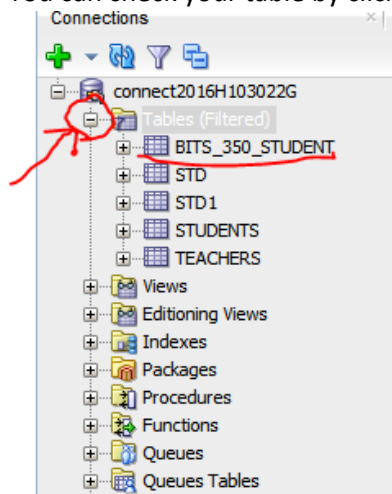 You can check your table by clic
Connections
connect2016H103022G
Tables (Filtered)
BITS_350_STUDENT
STD
STD1
STUDENTS
TEACHERS
Views
Editioning Views
Indexes
Packages
Procedures
Functions
Queues
Queues Tables